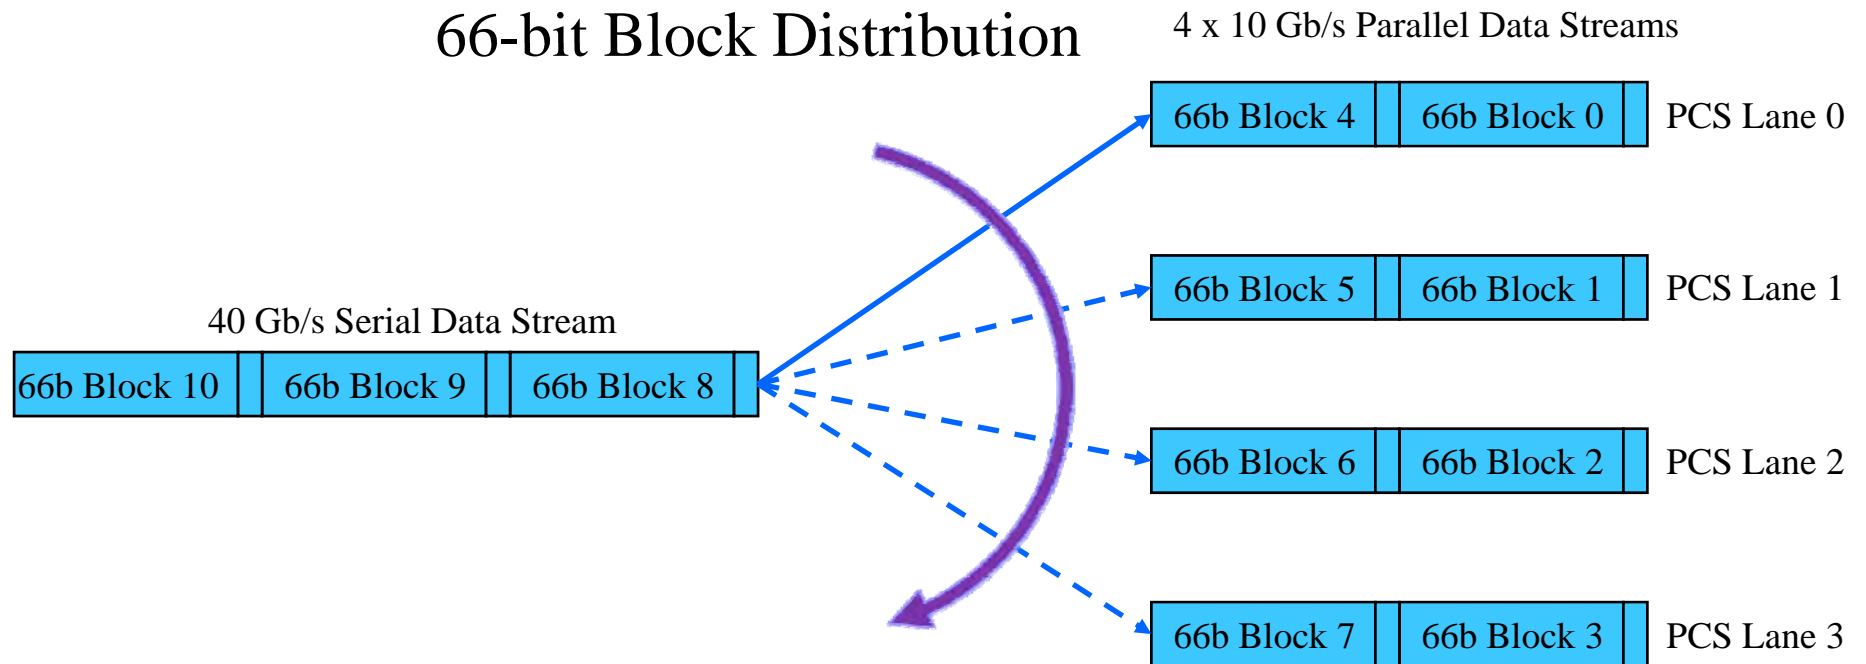 66-bit Block Distribution
4 x 10 Gb/s Parallel Data Streams
66b Block 4 66b Block 0 PCS Lane 0
66b Block 5 66b Block 1 PCS Lane 1
40 Gb/s Serial Data Stream
66b Block 10 66b Block 9 66b Block 8
66b Block 6 66b Block 2 PCS Lane 2
66b Block 7 66b Block 3 PCS Lane 3